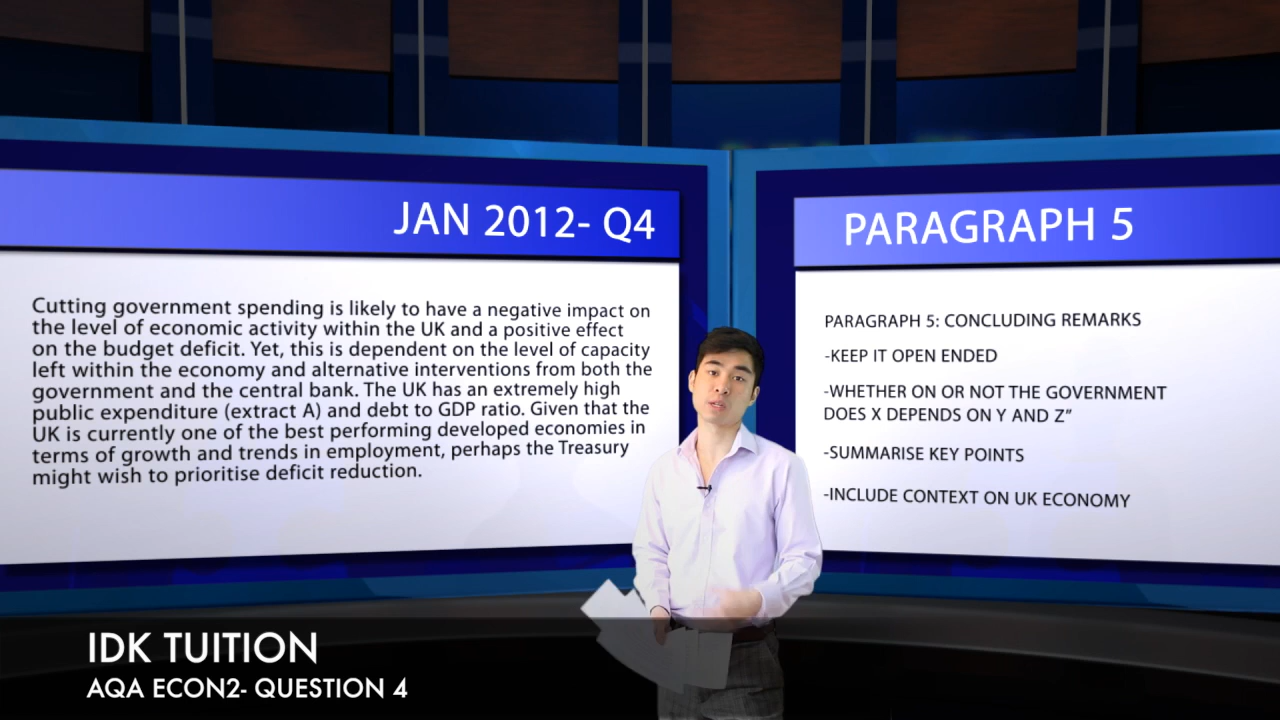 JAN 2012- Q4
Cutting government spending is likely to have a negative impact on
the level of economic activity within the UK and a positive effect
on the budget deficit. Yet, this is dependent on the level of capacity
left within the economy and alternative interventions from both the
government and the central bank. The UK has an extremely high
public expenditure (extract A) and debt to GDP ratio. Given that the
UK is currently one of the best performing developed economies in
terms of growth and trends in employment, perhaps the Treasury
might wish to prioritise deficit reduction.
PARAGRAPH 5
PARAGRAPH 5: CONCLUDING REMARKS
-KEEP IT OPEN ENDED
-WHETHER ON OR NOT THE GOVERNMENT
DOES X DEPENDS ON Y AND Z”
-SUMMARISE KEY POINTS
-INCLUDE CONTEXT ON UK ECONOMY
IDK TUITION
AQA ECON2- QUESTION 4